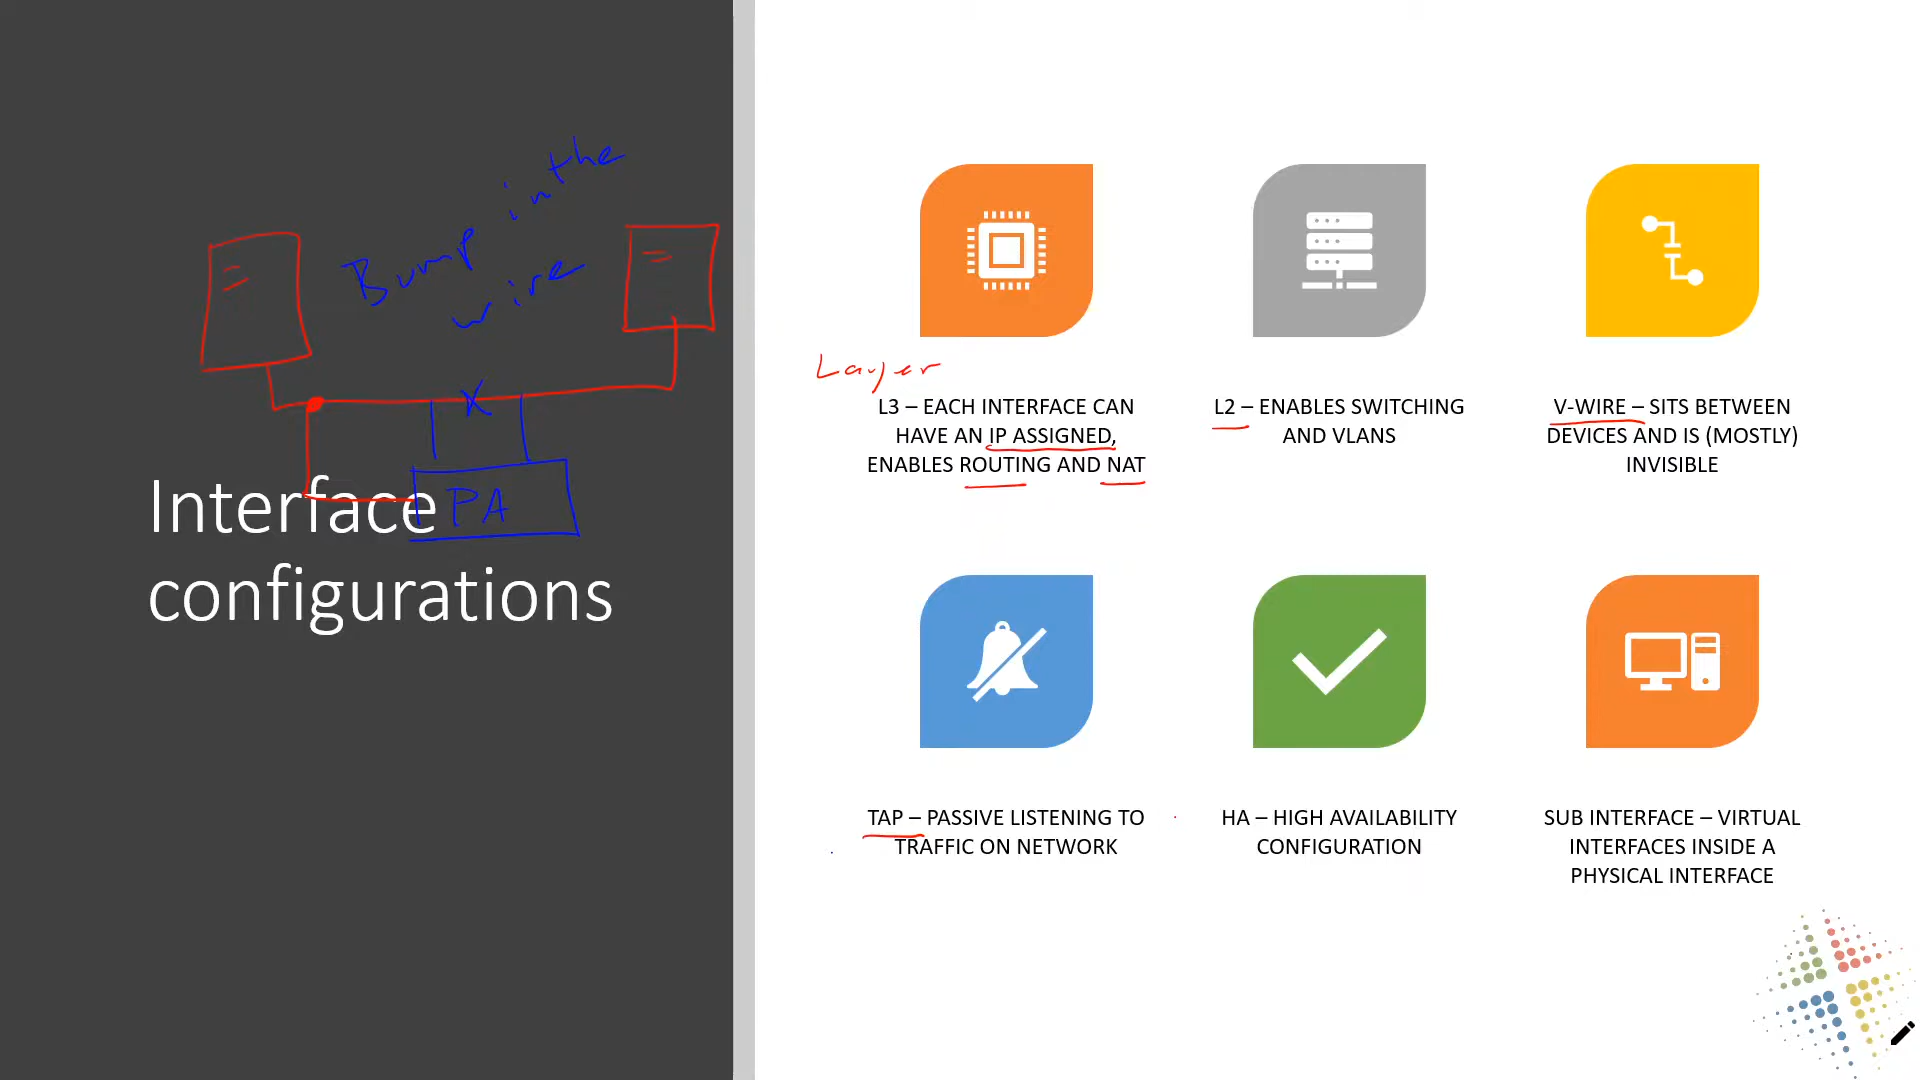 Bump in the
wire
PA
Interface
configurations
Layer
L3 – EACH INTERFACE CAN
HAVE AN IP ASSIGNED,
ENABLES ROUTING AND NAT
L2 – ENABLES SWITCHING
AND VLANS
V-WIRE – SITS BETWEEN
DEVICES AND IS (MOSTLY)
INVISIBLE
TAP – PASSIVE LISTENING TO
TRAFFIC ON NETWORK
HA – HIGH AVAILABILITY
CONFIGURATION
SUB INTERFACE – VIRTUAL
INTERFACES INSIDE A
PHYSICAL INTERFACE